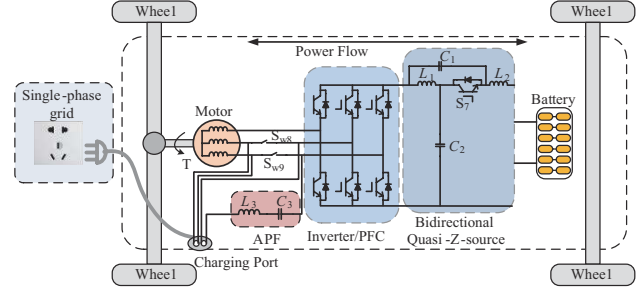 Wheel
Wheel
Power Flow
C1
L1
L2
S7
Single-phase
grid
Motor
Battery
Sw8
C2
T
Sw9
L3
C3
APF
Inverter/PFC
Bidirectional
Quasi-Z-source
Charging Port
Wheel
Wheel